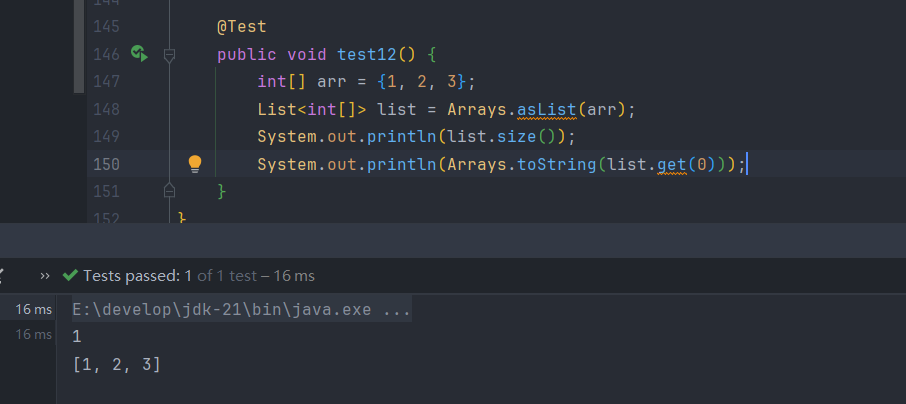 144
145 @Test
146 public void test12() {
147 int[] arr = {1, 2, 3};
148 List<int[]> list = Arrays.asList(arr);
149 System.out.println(list.size());
150 System.out.println(Arrays.toString(list.get(0)));
151 }
152 }
›› Tests passed: 1 of 1 test – 16 ms
16 ms E:\develop\jdk-21\bin\java.exe ...
16 ms 1
[1, 2, 3]